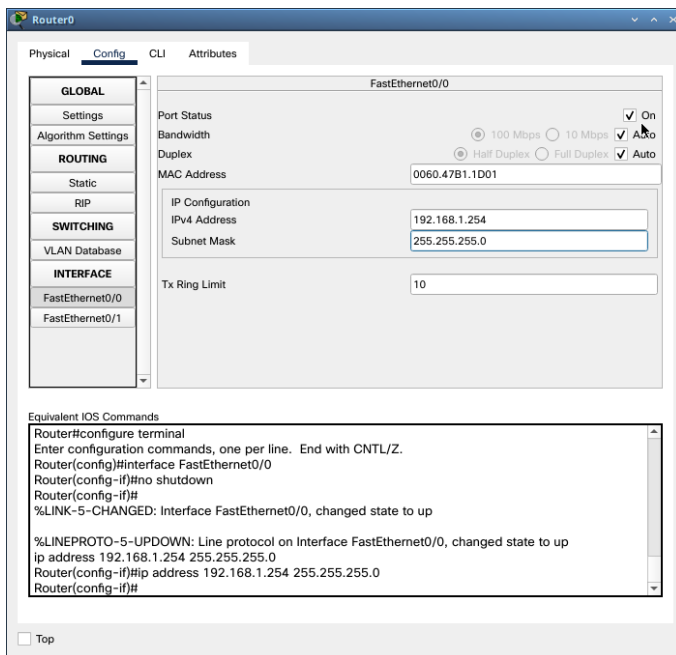 Router0
Physical Config CLI Attributes
GLOBAL
Settings
Algorithm Settings
ROUTING
Static
RIP
SWITCHING
VLAN Database
INTERFACE
FastEthernet0/0
FastEthernet0/1
FastEthernet0/0
Port Status On
Bandwidth 100 Mbps 10 Mbps Auto
Duplex Half Duplex Full Duplex Auto
MAC Address 0060.47B1.1D01
IP Configuration
IPv4 Address 192.168.1.254
Subnet Mask 255.255.255.0
Tx Ring Limit 10
Equivalent IOS Commands
Router#configure terminal
Enter configuration commands, one per line. End with CNTL/Z.
Router(config)#interface FastEthernet0/0
Router(config-if)#no shutdown
Router(config-if)#
%LINK-5-CHANGED: Interface FastEthernet0/0, changed state to up
%LINEPROTO-5-UPDOWN: Line protocol on Interface FastEthernet0/0, changed state to up
ip address 192.168.1.254 255.255.255.0
Router(config-if)#ip address 192.168.1.254 255.255.255.0
Router(config-if)#
Top